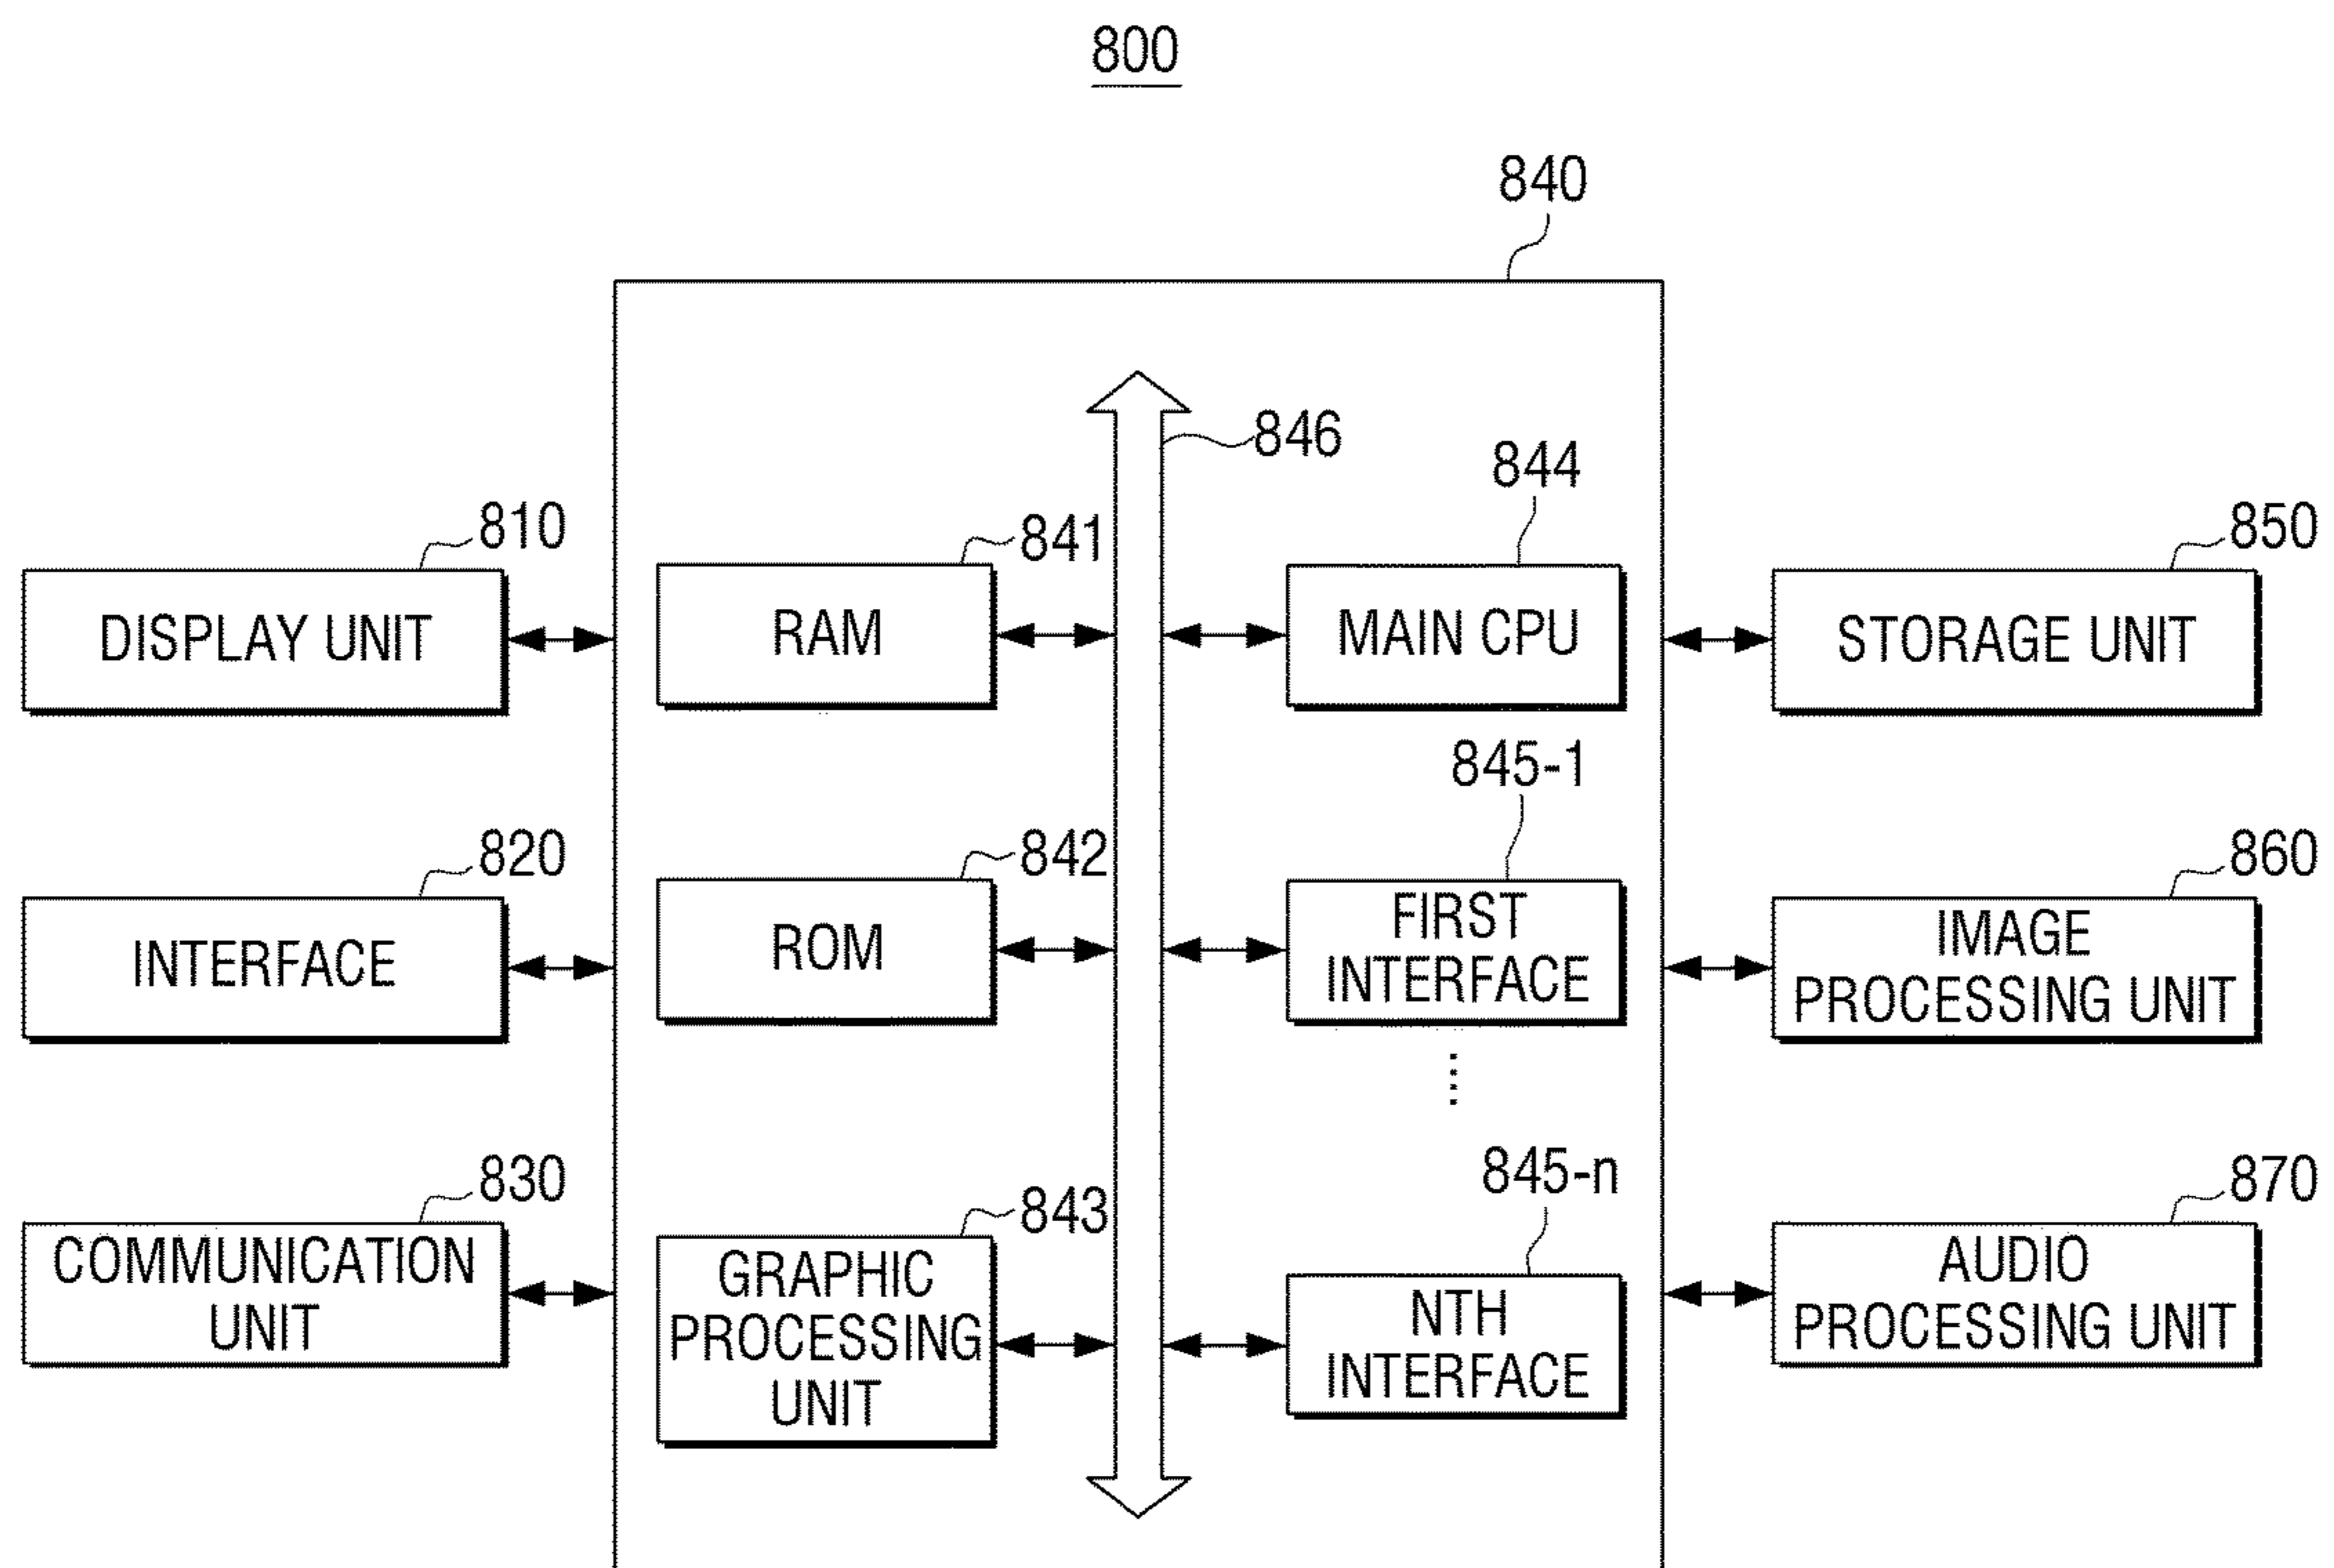 800
840
846
844
810
841
850
DISPLAY UNIT
RAM
MAIN CPU
STORAGE UNIT
845-1
820
842
860
INTERFACE
ROM
FIRST
INTERFACE
IMAGE
PROCESSING UNIT
845-n
830
843
870
COMMUNICATION
UNIT
GRAPHIC
PROCESSING
UNIT
NTH
INTERFACE
AUDIO
PROCESSING UNIT